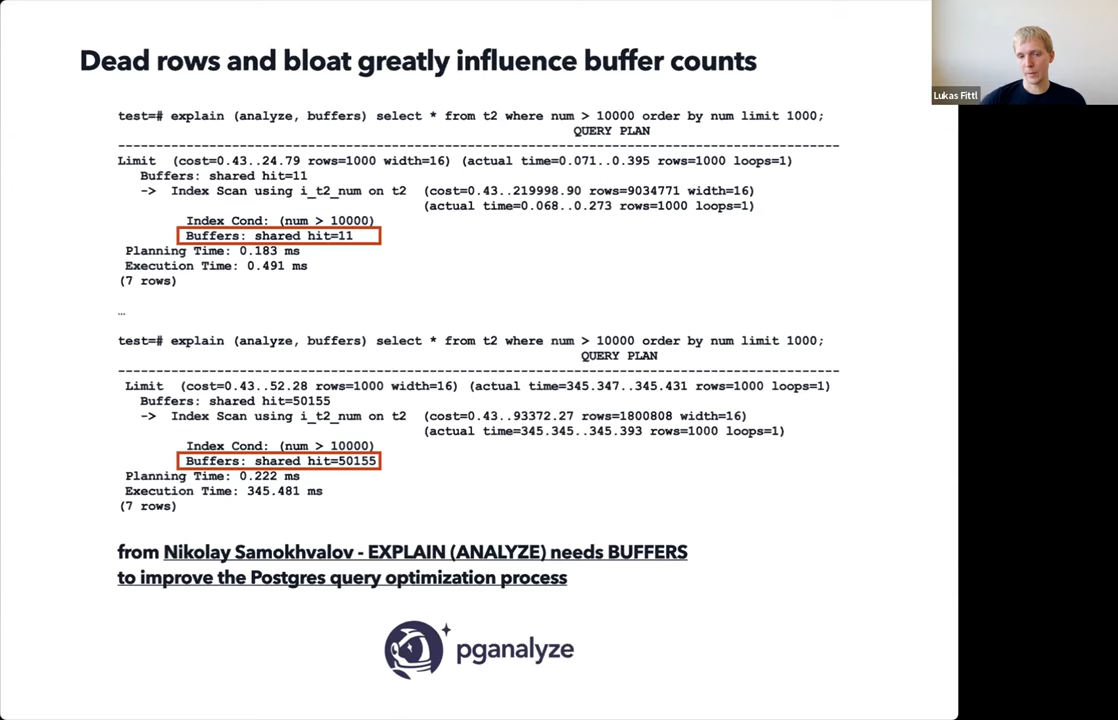 Dead rows and bloat greatly influence buffer counts
Lukas Fittl
test=# explain (analyze, buffers) select * from t2 where num > 10000 order by num limit 1000;
QUERY PLAN
-----------------------------------------------------------------------------------------------
Limit  (cost=0.43..24.79 rows=1000 width=16) (actual time=0.071..0.395 rows=1000 loops=1)
Buffers: shared hit=11
->  Index Scan using i_t2_num on t2  (cost=0.43..219998.90 rows=9034771 width=16)
(actual time=0.068..0.273 rows=1000 loops=1)
Index Cond: (num > 10000)
Buffers: shared hit=11
Planning Time: 0.183 ms
Execution Time: 0.491 ms
(7 rows)
…
test=# explain (analyze, buffers) select * from t2 where num > 10000 order by num limit 1000;
QUERY PLAN
-----------------------------------------------------------------------------------------------
Limit  (cost=0.43..52.28 rows=1000 width=16) (actual time=345.347..345.431 rows=1000 loops=1)
Buffers: shared hit=50155
->  Index Scan using i_t2_num on t2  (cost=0.43..93372.27 rows=1800808 width=16)
(actual time=345.345..345.393 rows=1000 loops=1)
Index Cond: (num > 10000)
Buffers: shared hit=50155
Planning Time: 0.222 ms
Execution Time: 345.481 ms
(7 rows)
from Nikolay Samokhvalov - EXPLAIN (ANALYZE) needs BUFFERS
to improve the Postgres query optimization process
pganalyze